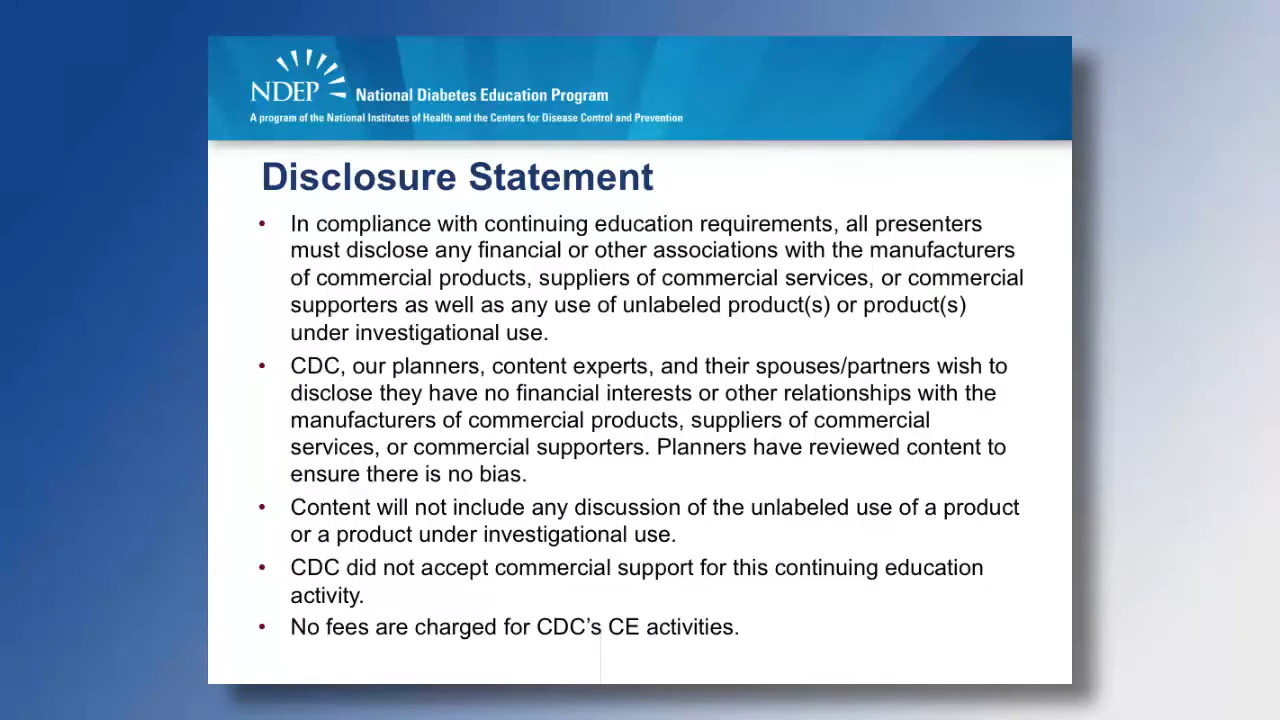 NDEP National Diabetes Education Program
A program of the National Institutes of Health and the Centers for Disease Control and Prevention
Disclosure Statement
• In compliance with continuing education requirements, all presenters
must disclose any financial or other associations with the manufacturers
of commercial products, suppliers of commercial services, or commercial
supporters as well as any use of unlabeled product(s) or product(s)
under investigational use.
• CDC, our planners, content experts, and their spouses/partners wish to
disclose they have no financial interests or other relationships with the
manufacturers of commercial products, suppliers of commercial
services, or commercial supporters. Planners have reviewed content to
ensure there is no bias.
• Content will not include any discussion of the unlabeled use of a product
or a product under investigational use.
• CDC did not accept commercial support for this continuing education
activity.
• No fees are charged for CDC’s CE activities.